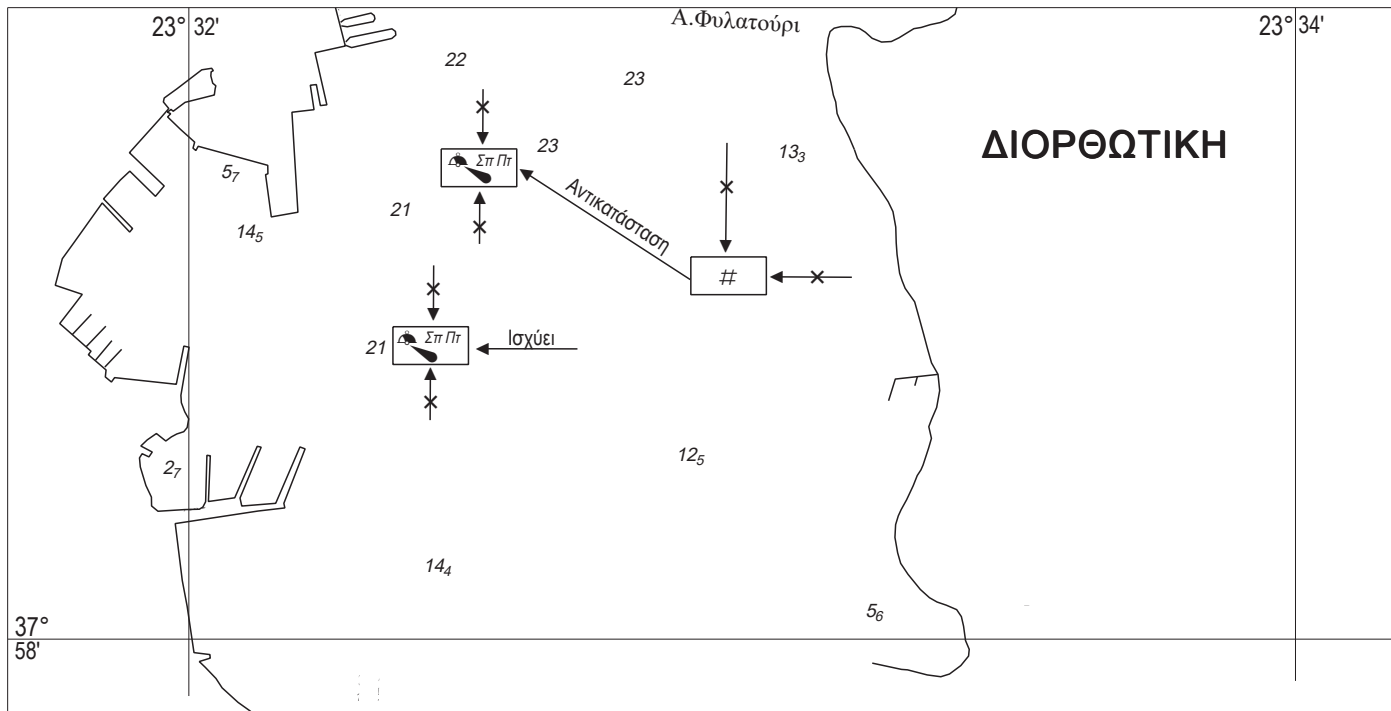 Α.Φυλατούρι
23° 32'
23° 34'
22
23
ΔΙΟΡΘΩΤΙΚΗ
23
13₃
Σπ Πτ
5₇
Αντικατάσταση
21
14₅
#
21
Σπ Πτ
Ισχύει
12₅
2₇
14₄
5₆
37°
58'